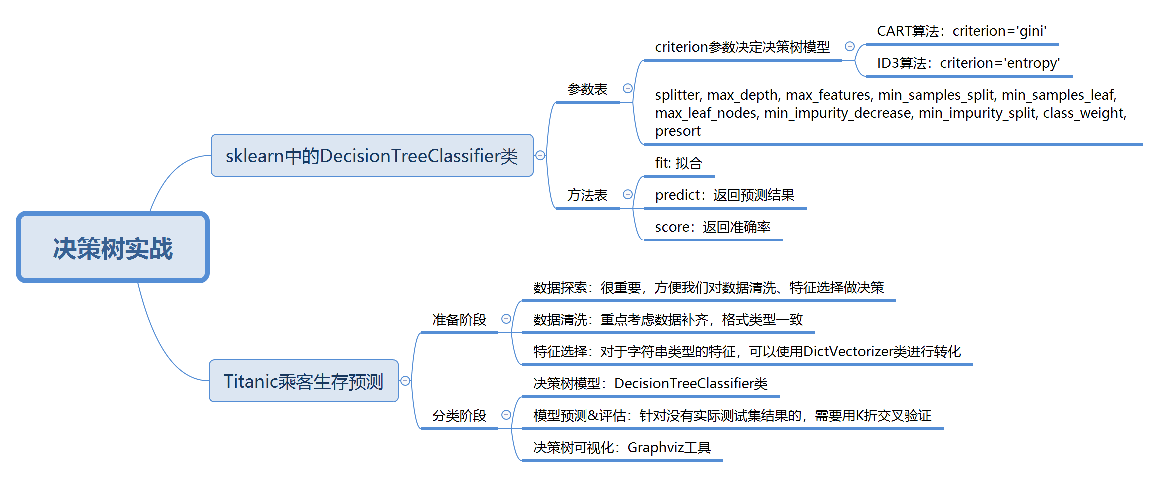 决策树实战
sklearn中的DecisionTreeClassifier类
参数表
criterion参数决定决策树模型
CART算法：criterion='gini'
ID3算法：criterion='entropy'
splitter, max_depth, max_features, min_samples_split, min_samples_leaf,
max_leaf_nodes, min_impurity_decrease, min_impurity_split, class_weight,
presort
方法表
fit: 拟合
predict：返回预测结果
score：返回准确率
Titanic乘客生存预测
准备阶段
数据探索：很重要，方便我们对数据清洗、特征选择做决策
数据清洗：重点考虑数据补齐，格式类型一致
特征选择：对于字符串类型的特征，可以使用DictVectorizer类进行转化
分类阶段
决策树模型：DecisionTreeClassifier类
模型预测&评估：针对没有实际测试集结果的，需要用K折交叉验证
决策树可视化：Graphviz工具